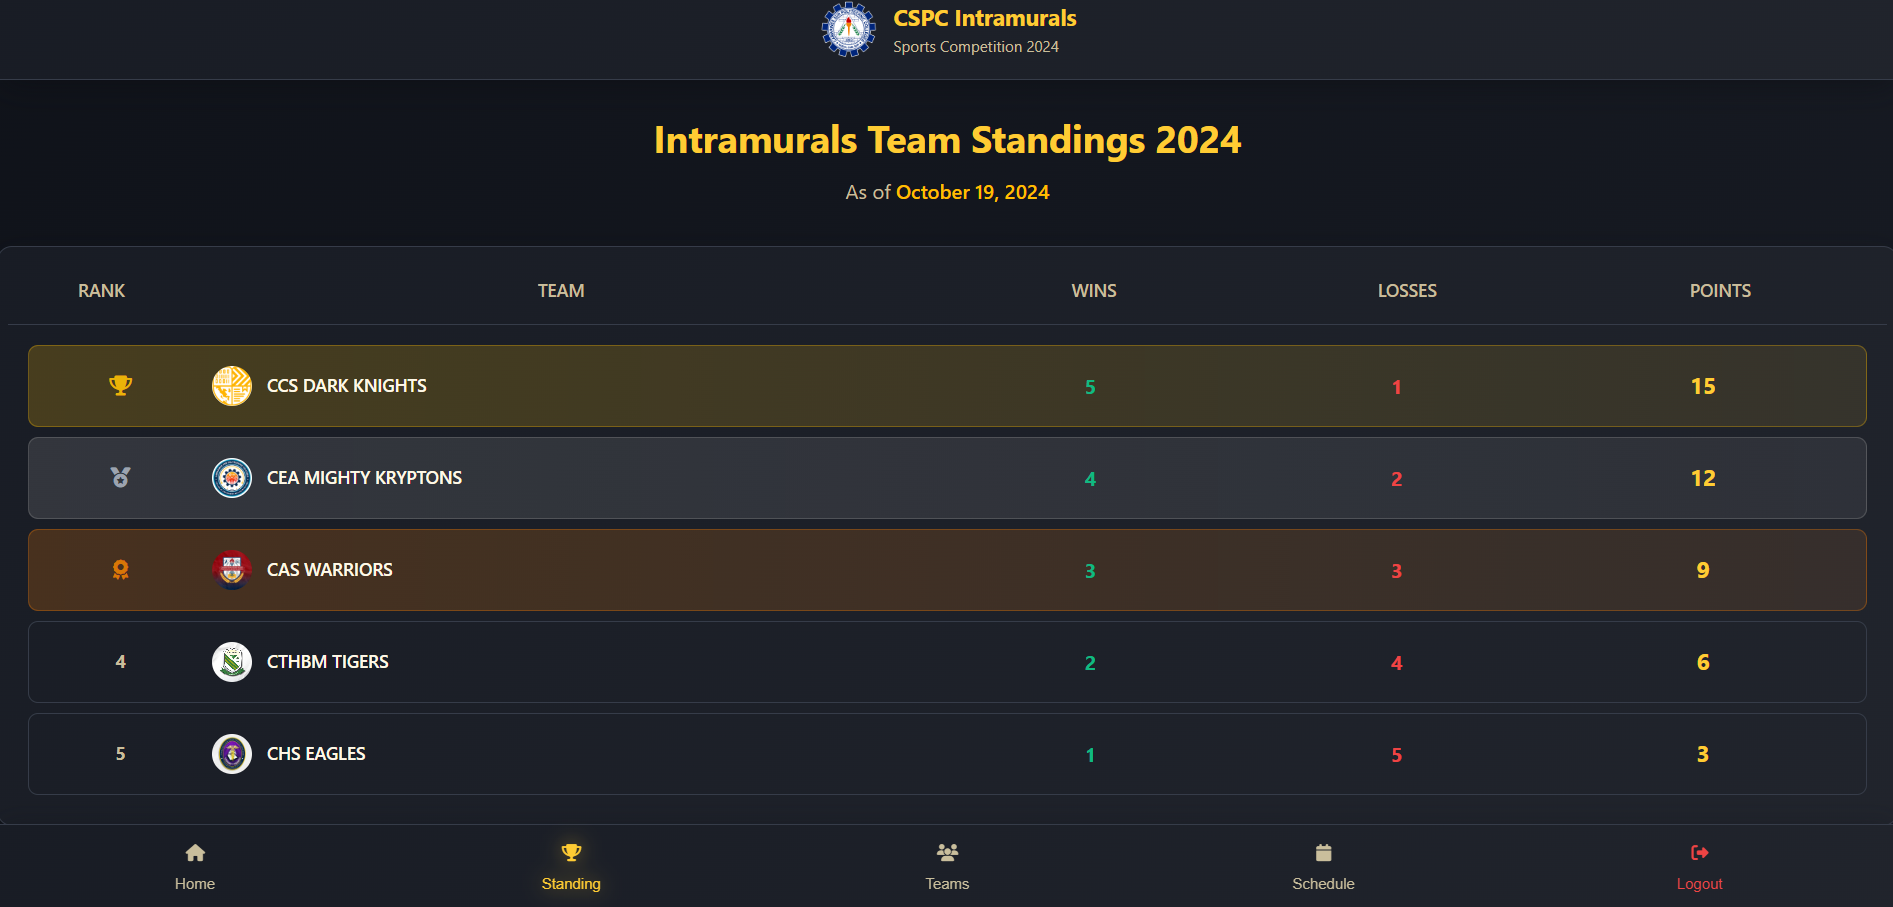 CSPC Intramurals
Sports Competition 2024
Intramurals Team Standings 2024
As of October 19, 2024
RANK TEAM WINS LOSSES POINTS
CCS DARK KNIGHTS 5 1 15
CEA MIGHTY KRYPTONS 4 2 12
CAS WARRIORS 3 3 9
4 CTHBM TIGERS 2 4 6
5 CHS EAGLES 1 5 3
Home Standing Teams Schedule Logout